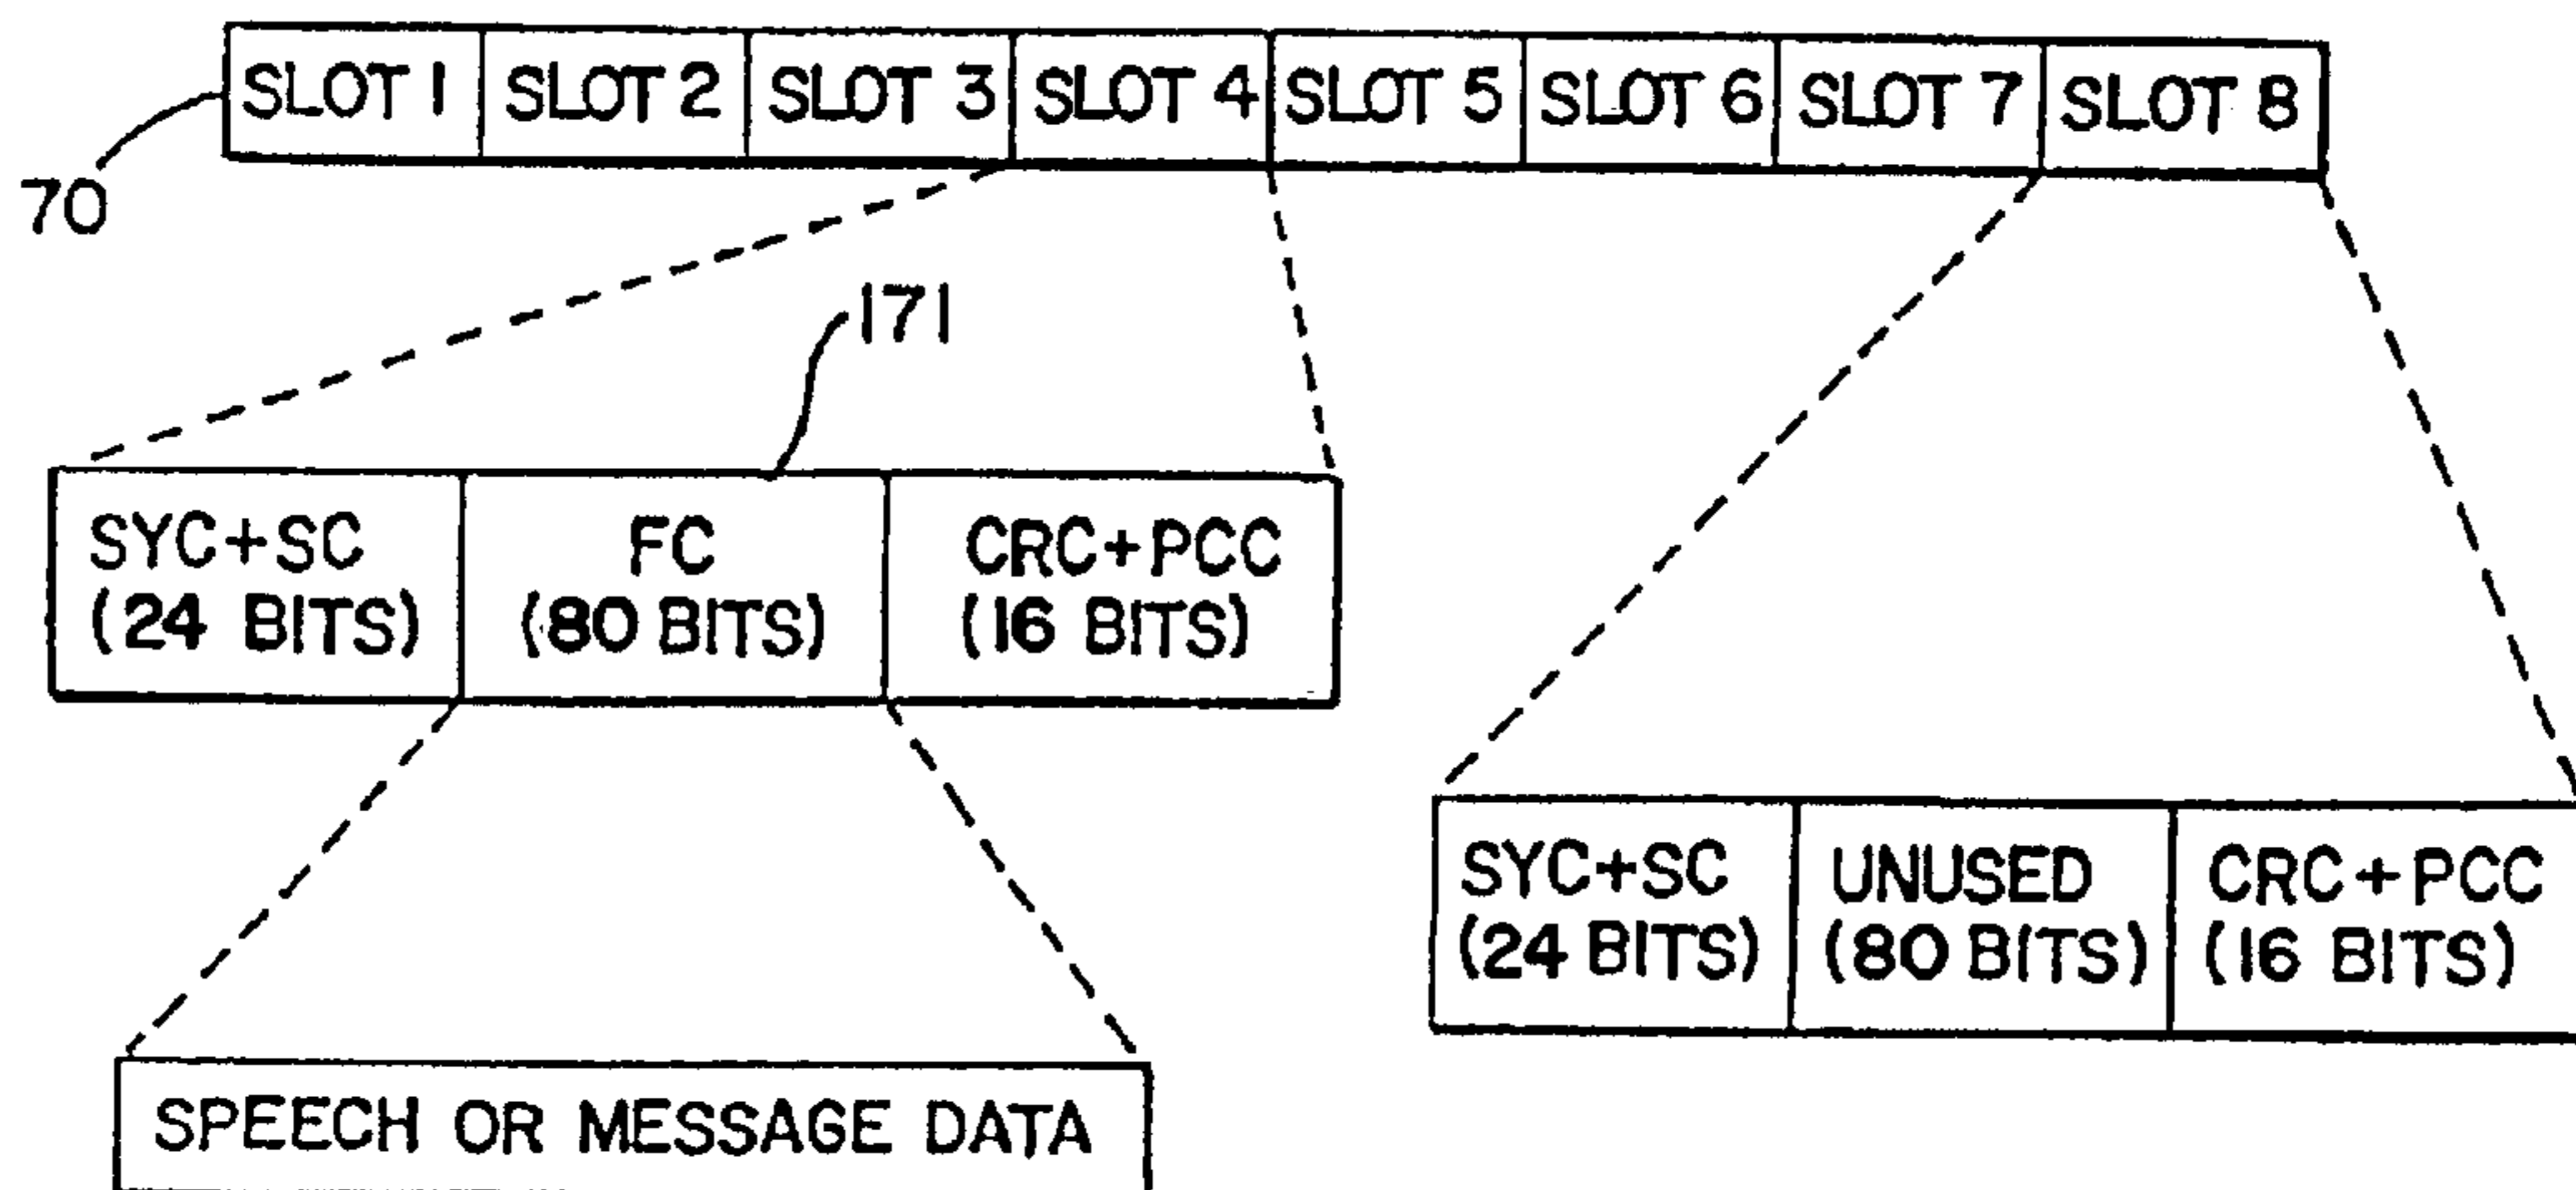 SLOT 1 SLOT 2 SLOT 3 SLOT 4 SLOT 5 SLOT 6 SLOT 7 SLOT 8
70
171
SYC+SC
(24 BITS)
FC
(80 BITS)
CRC+PCC
(16 BITS)
SYC+SC
(24 BITS)
UNUSED
(80 BITS)
CRC+PCC
(16 BITS)
SPEECH OR MESSAGE DATA